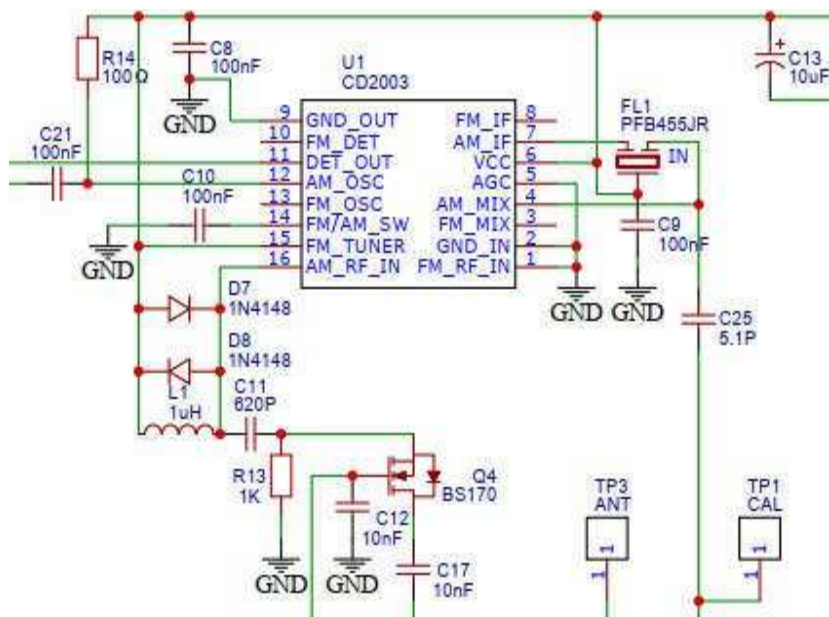 R14
100Ω
C8
100nF
GND
U1
CD2003
C13
10uF
+
FL1
PFB455JR
IN
C21
100nF
C10
100nF
GND
9 GND_OUT FM_IF 8
10 FM_DET AM_IF 7
11 DET_OUT VCC 6
12 AM_OSC AGC 5
13 FM_OSC AM_MIX 4
14 FM/AM_SW FM_MIX 3
15 FM_TUNER GND_IN 2
16 AM_RF_IN FM_RF_IN 1
C9
100nF
GND
GND
D7
1N4148
D8
1N4148
C25
5.1P
L1
1uH
C11
620P
R13
1K
GND
Q4
BS170
C12
10nF
GND
C17
10nF
TP3
ANT
1
1
TP1
CAL
1
1